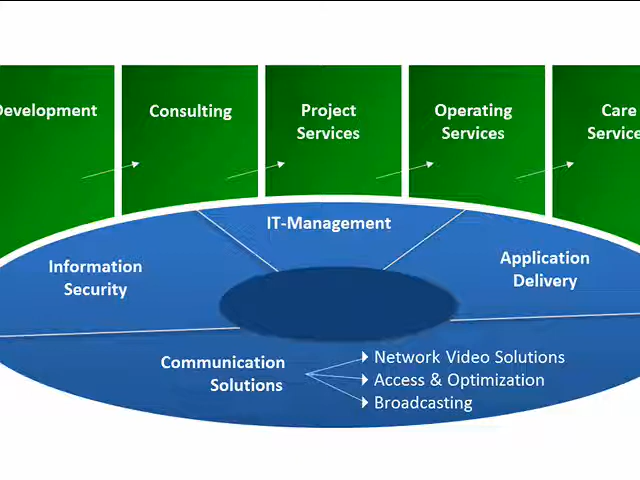 Development
Consulting
Project
Services
Operating
Services
Care
Service
IT-Management
Information
Security
Application
Delivery
Communication
Solutions
Network Video Solutions
Access & Optimization
Broadcasting